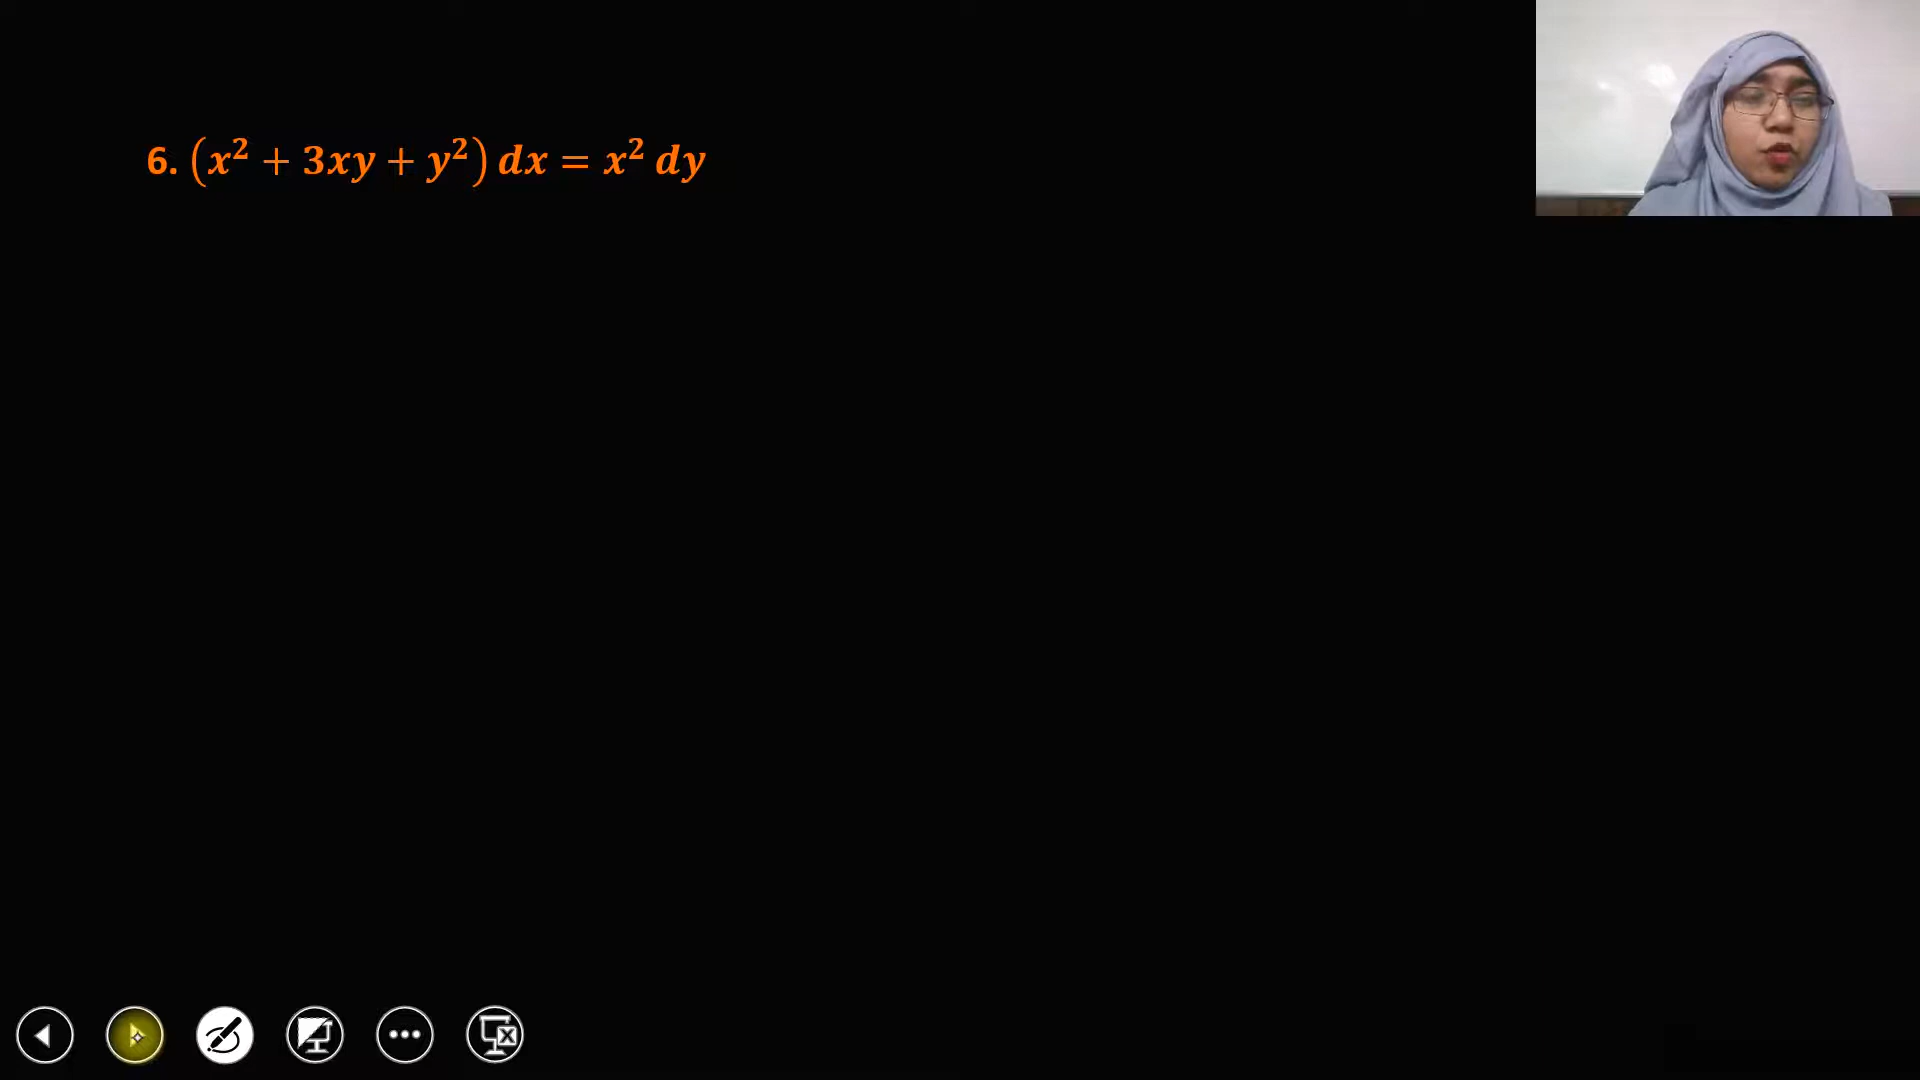 6. (x² + 3xy + y²) dx = x² dy